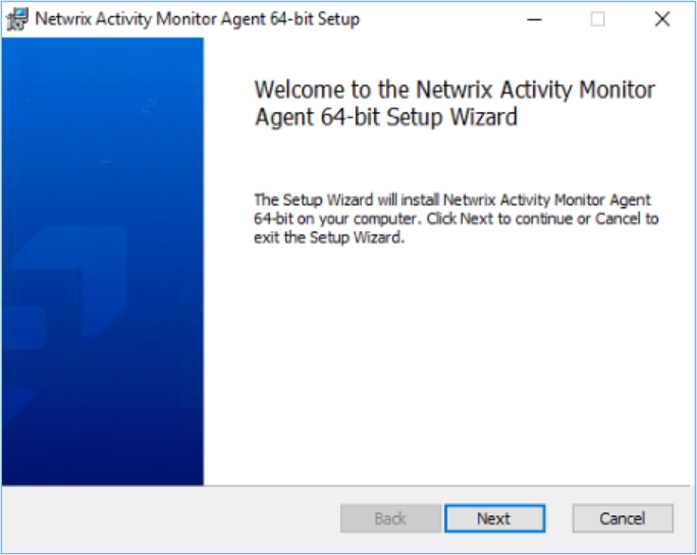 Netwrix Activity Monitor Agent 64-bit Setup
Welcome to the Netwrix Activity Monitor
Agent 64-bit Setup Wizard
The Setup Wizard will install Netwrix Activity Monitor Agent
64-bit on your computer. Click Next to continue or Cancel to
exit the Setup Wizard.
Back
Next
Cancel